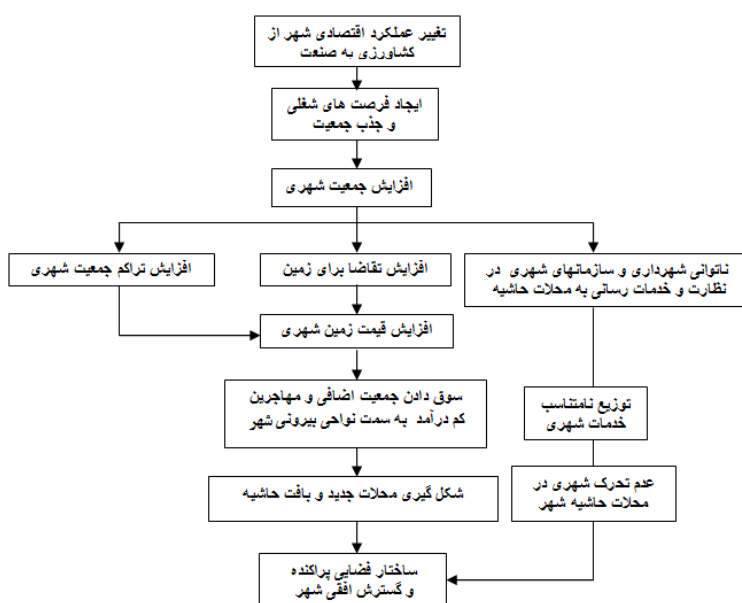 تغییر عملکرد اقتصادی شهر از
کشاورزی به صنعت
ایجاد فرصت های شغلی
و جذب جمعیت
افزایش جمعیت شهری
ناتوانی شهرداری و سازمانهای شهری در
نظارت و خدمات رسانی به محلات حاشیه
افزایش تقاضا برای زمین
افزایش تراکم جمعیت شهری
افزایش قیمت زمین شهری
سوق دادن جمعیت اضافی و مهاجرین
کم درآمد به سمت نواحی بیرونی شهر
توزیع نامتناسب
خدمات شهری
شکل گیری محلات جدید و بافت حاشیه
عدم تحرک شهری در
محلات حاشیه شهر
ساختار فضایی پراکنده
و گسترش افقی شهر